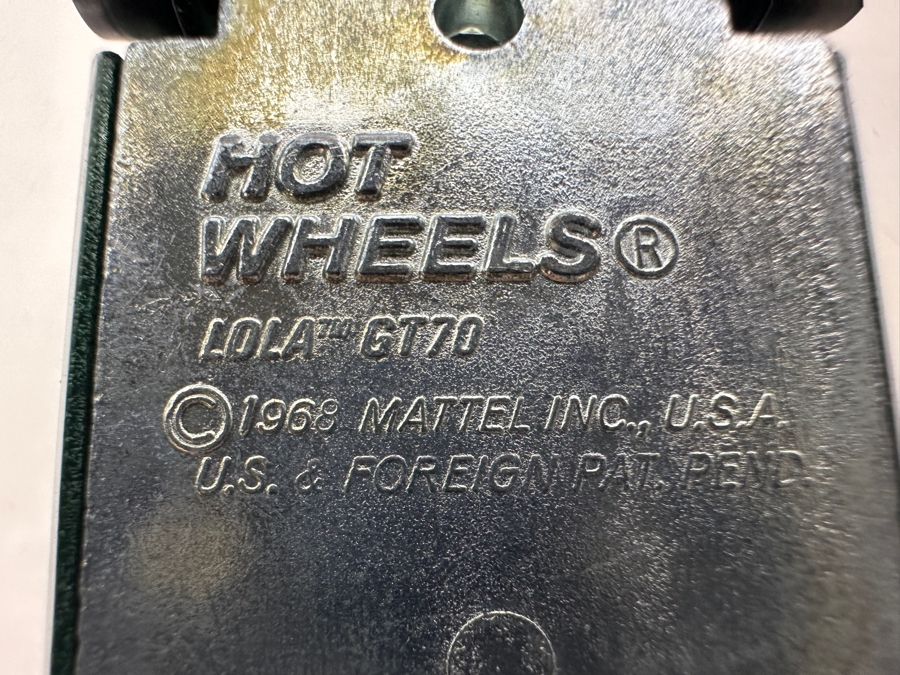 HOT
WHEELS®
LOLA™ GT70
© 1968 MATTEL INC., U.S.A.
U.S. & FOREIGN PAT. PEND.